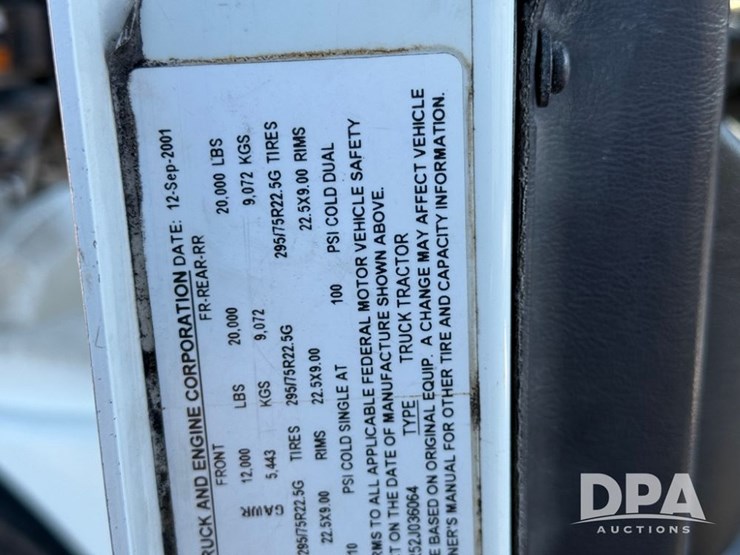 RUCK AND ENGINE CORPORATION DATE: 12-Sep-2001
FRONT FR-REAR-RR
12,000 LBS 20,000 20,000 LBS
GAWR 5,443 KGS 9,072 9,072 KGS
295/75R22.5G TIRES 295/75R22.5G 295/75R22.5G TIRES
22.5X9.00 RIMS 22.5X9.00 22.5X9.00 RIMS
10 PSI COLD SINGLE AT 100 PSI COLD DUAL
RMS TO ALL APPLICABLE FEDERAL MOTOR VEHICLE SAFETY
T ON THE DATE OF MANUFACTURE SHOWN ABOVE.
52J036064 TYPE TRUCK TRACTOR
E BASED ON ORIGINAL EQUIP. A CHANGE MAY AFFECT VEHICLE
NER'S MANUAL FOR OTHER TIRE AND CAPACITY INFORMATION.
DPA
AUCTIONS